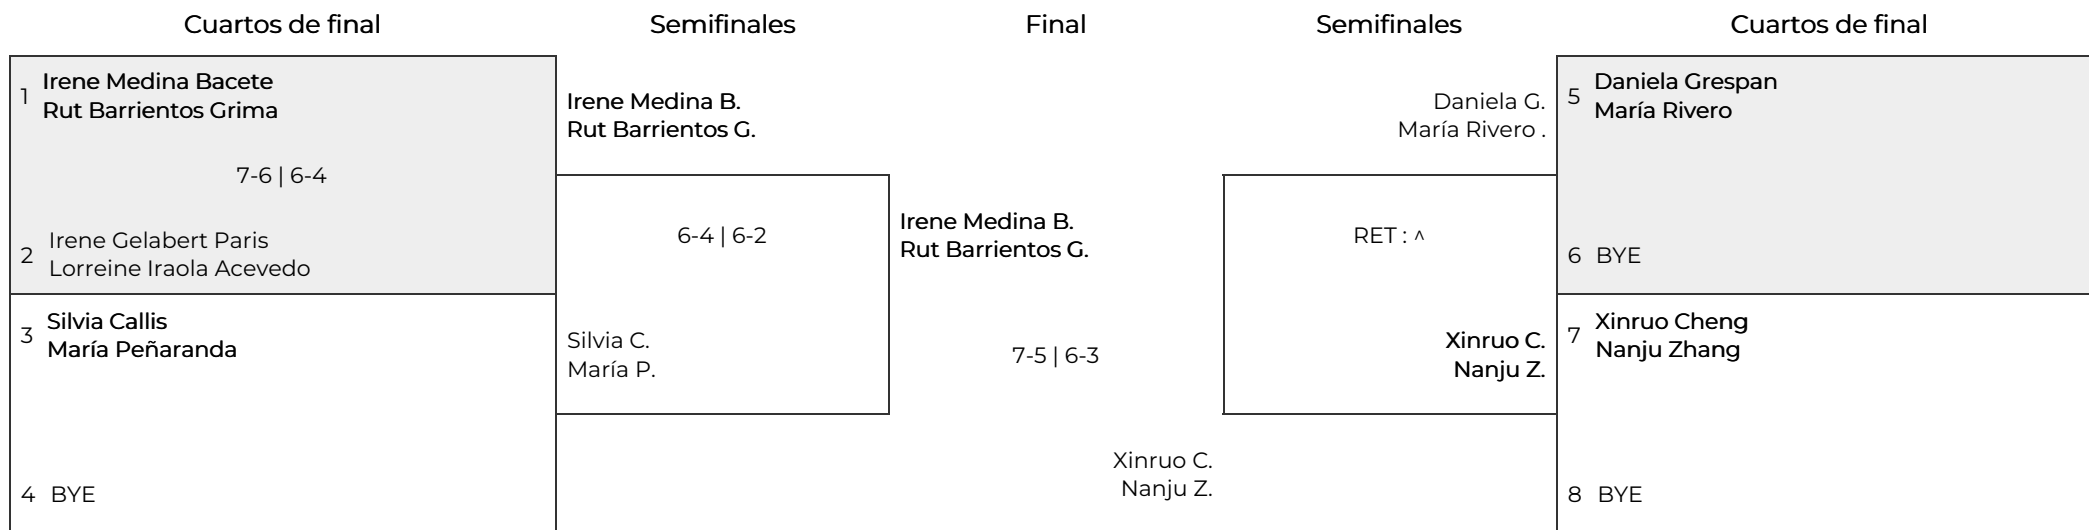 Cuartos de final
Semifinales
Final
Semifinales
Cuartos de final
1
Irene Medina Bacete
Rut Barrientos Grima
7-6 | 6-4
2
Irene Gelabert Paris
Lorreine Iraola Acevedo
3
Silvia Callis
María Peñaranda
4 BYE
Irene Medina B.
Rut Barrientos G.
6-4 | 6-2
Silvia C.
María P.
Irene Medina B.
Rut Barrientos G.
7-5 | 6-3
Xinruo C.
Nanju Z.
Daniela G.
María Rivero .
RET : ^
Xinruo C.
Nanju Z.
5
Daniela Grespan
María Rivero
6 BYE
7
Xinruo Cheng
Nanju Zhang
8 BYE